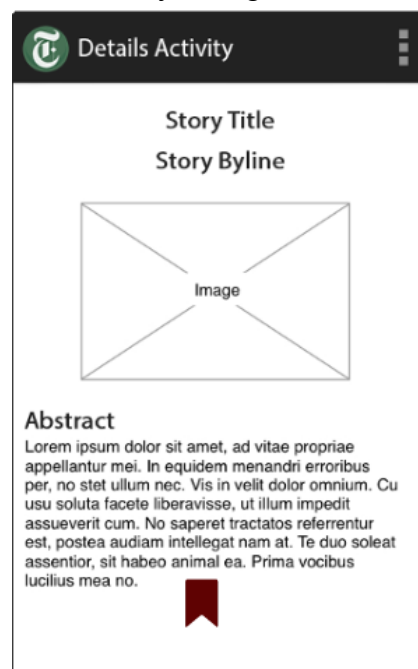 Details Activity
Story Title
Story Byline
Image
Abstract
Lorem ipsum dolor sit amet, ad vitae propriae
appellantur mei. In equidem menandri erroribus
per, no stet ullum nec. Vis in velit dolor omnium. Cu
usu soluta facete liberavisse, ut illum impedit
assueverit cum. No saperet tractatos referrentur
est, postea audiam intellegat nam at. Te duo soleat
assentior, sit habeo animal ea. Prima vocibus
lucilius mea no.